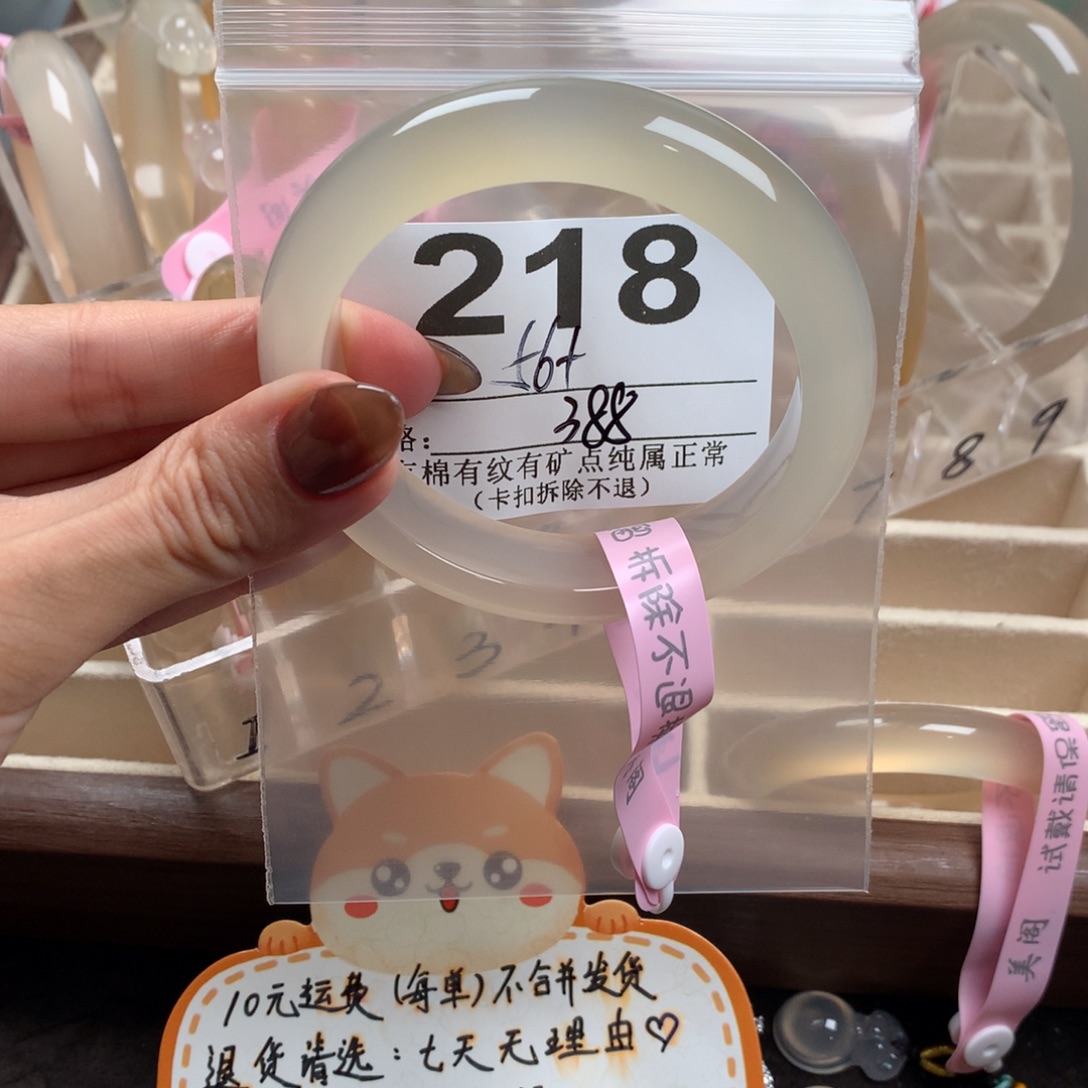 218
388
格：
有棉有纹有矿点纯属正常
（卡扣拆除不退）
拆除不退
7 8 9
1 2 3 4
试戴请保
美阁
10元运费（每单）不合并发货
退货请选：七天无理由♡